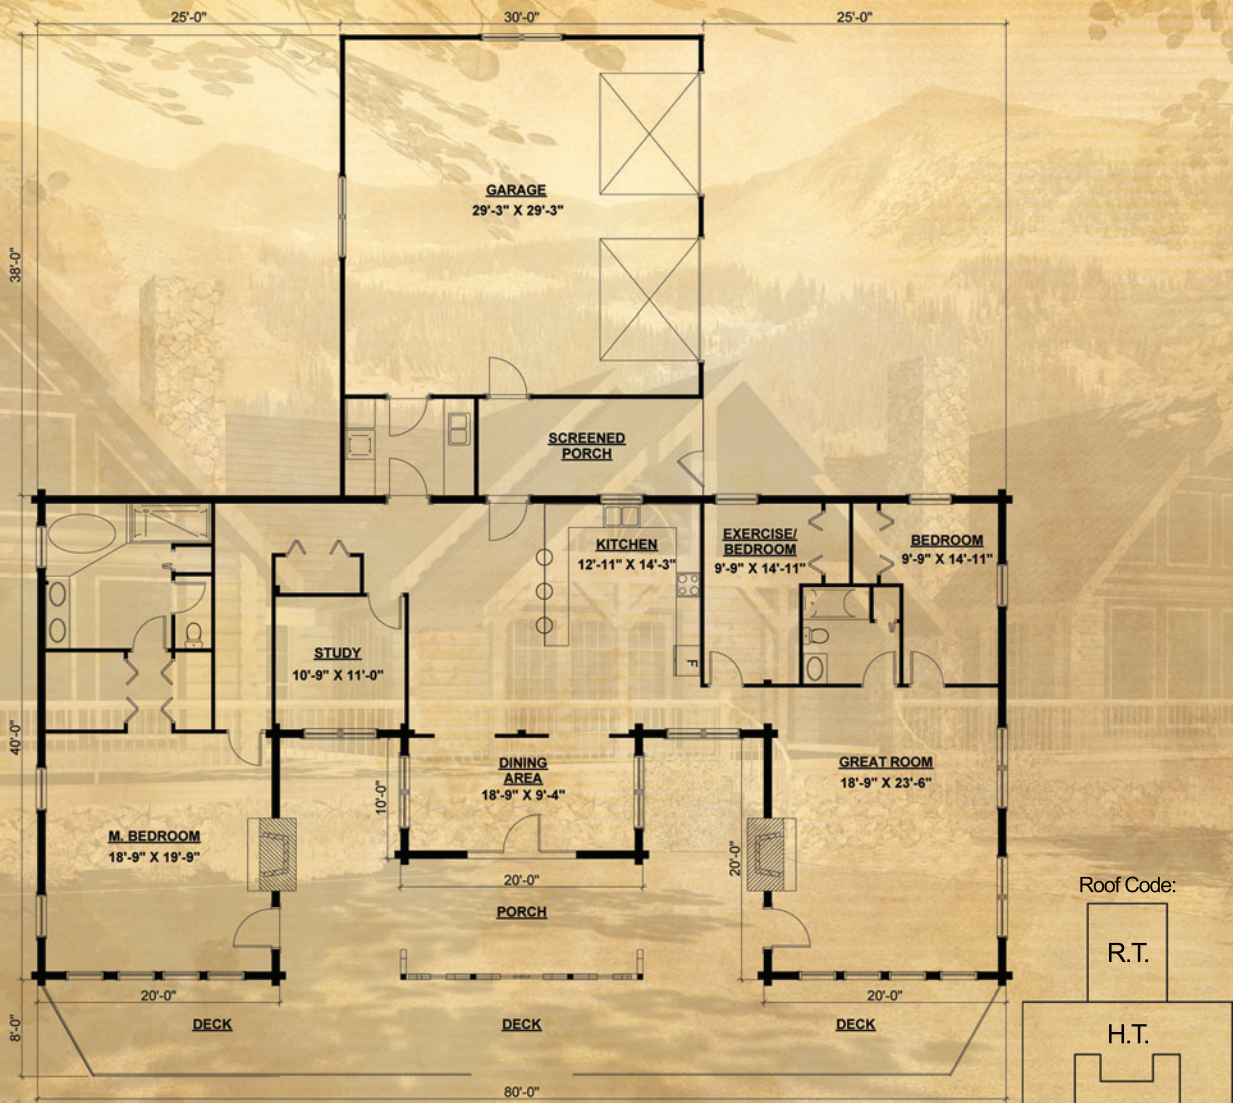 25'-0"
30'-0"
25'-0"
38'-0"
GARAGE
29'-3" X 29'-3"
SCREENED
PORCH
KITCHEN
12'-11" X 14'-3"
EXERCISE/
BEDROOM
9'-9" X 14'-11"
BEDROOM
9'-9" X 14'-11"
STUDY
10'-9" X 11'-0"
F
40'-0"
DINING
AREA
18'-9" X 9'-4"
GREAT ROOM
18'-9" X 23'-6"
10'-0"
M. BEDROOM
18'-9" X 19'-9"
20'-0"
20'-0"
PORCH
Roof Code:
R.T.
H.T.
20'-0"
20'-0"
8'-0"
DECK
DECK
DECK
80'-0"